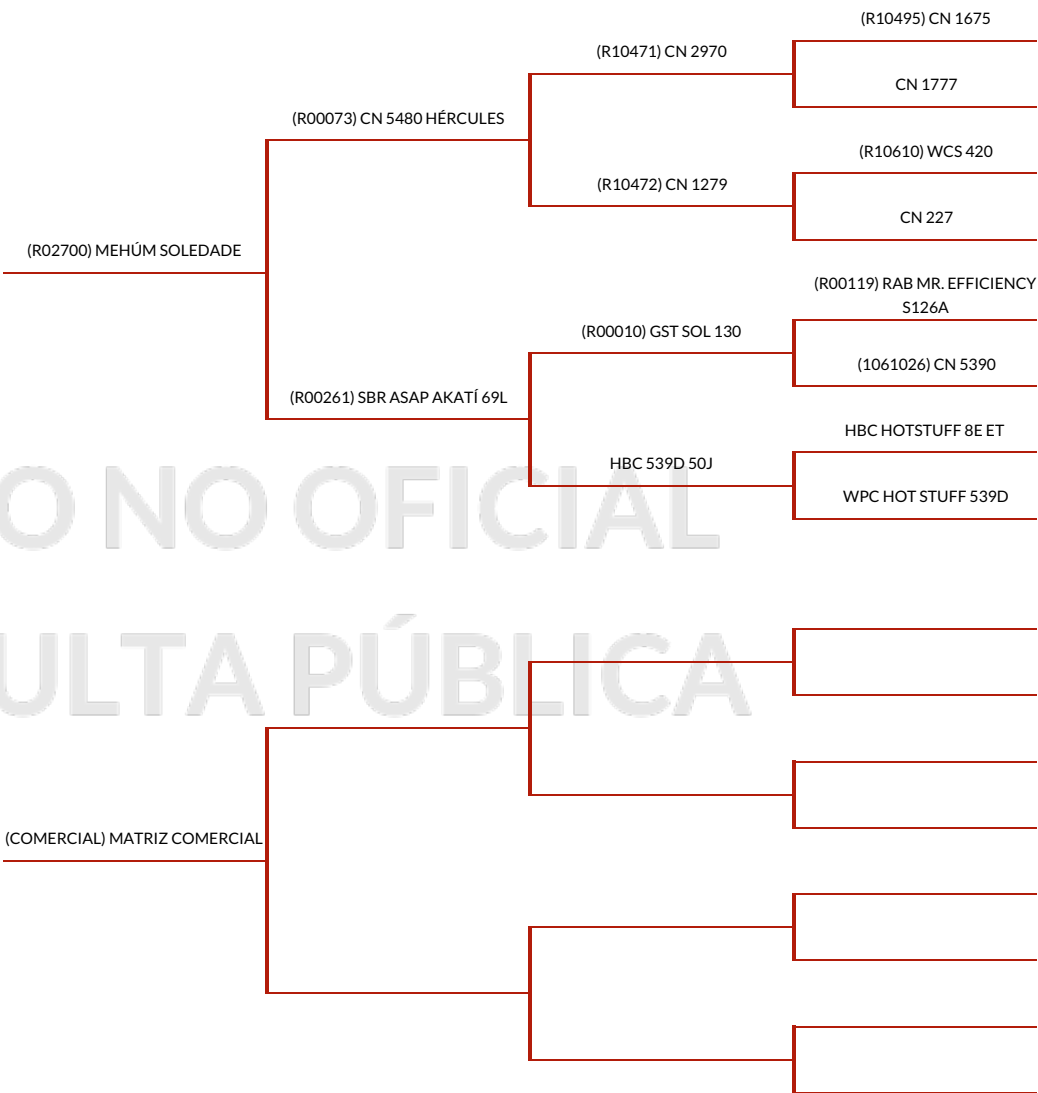 (R10495) CN 1675
(R10471) CN 2970
CN 1777
(R00073) CN 5480 HÉRCULES
(R10610) WCS 420
(R10472) CN 1279
CN 227
(R02700) MEHÚM SOLEDADE
(R00119) RAB MR. EFFICIENCY
S126A
(R00010) GST SOL 130
(1061026) CN 5390
(R00261) SBR ASAP AKATÍ 69L
HBC HOTSTUFF 8E ET
HBC 539D 50J
WPC HOT STUFF 539D
O NO OFICIAL
ULTA PÚBLICA
(COMERCIAL) MATRIZ COMERCIAL